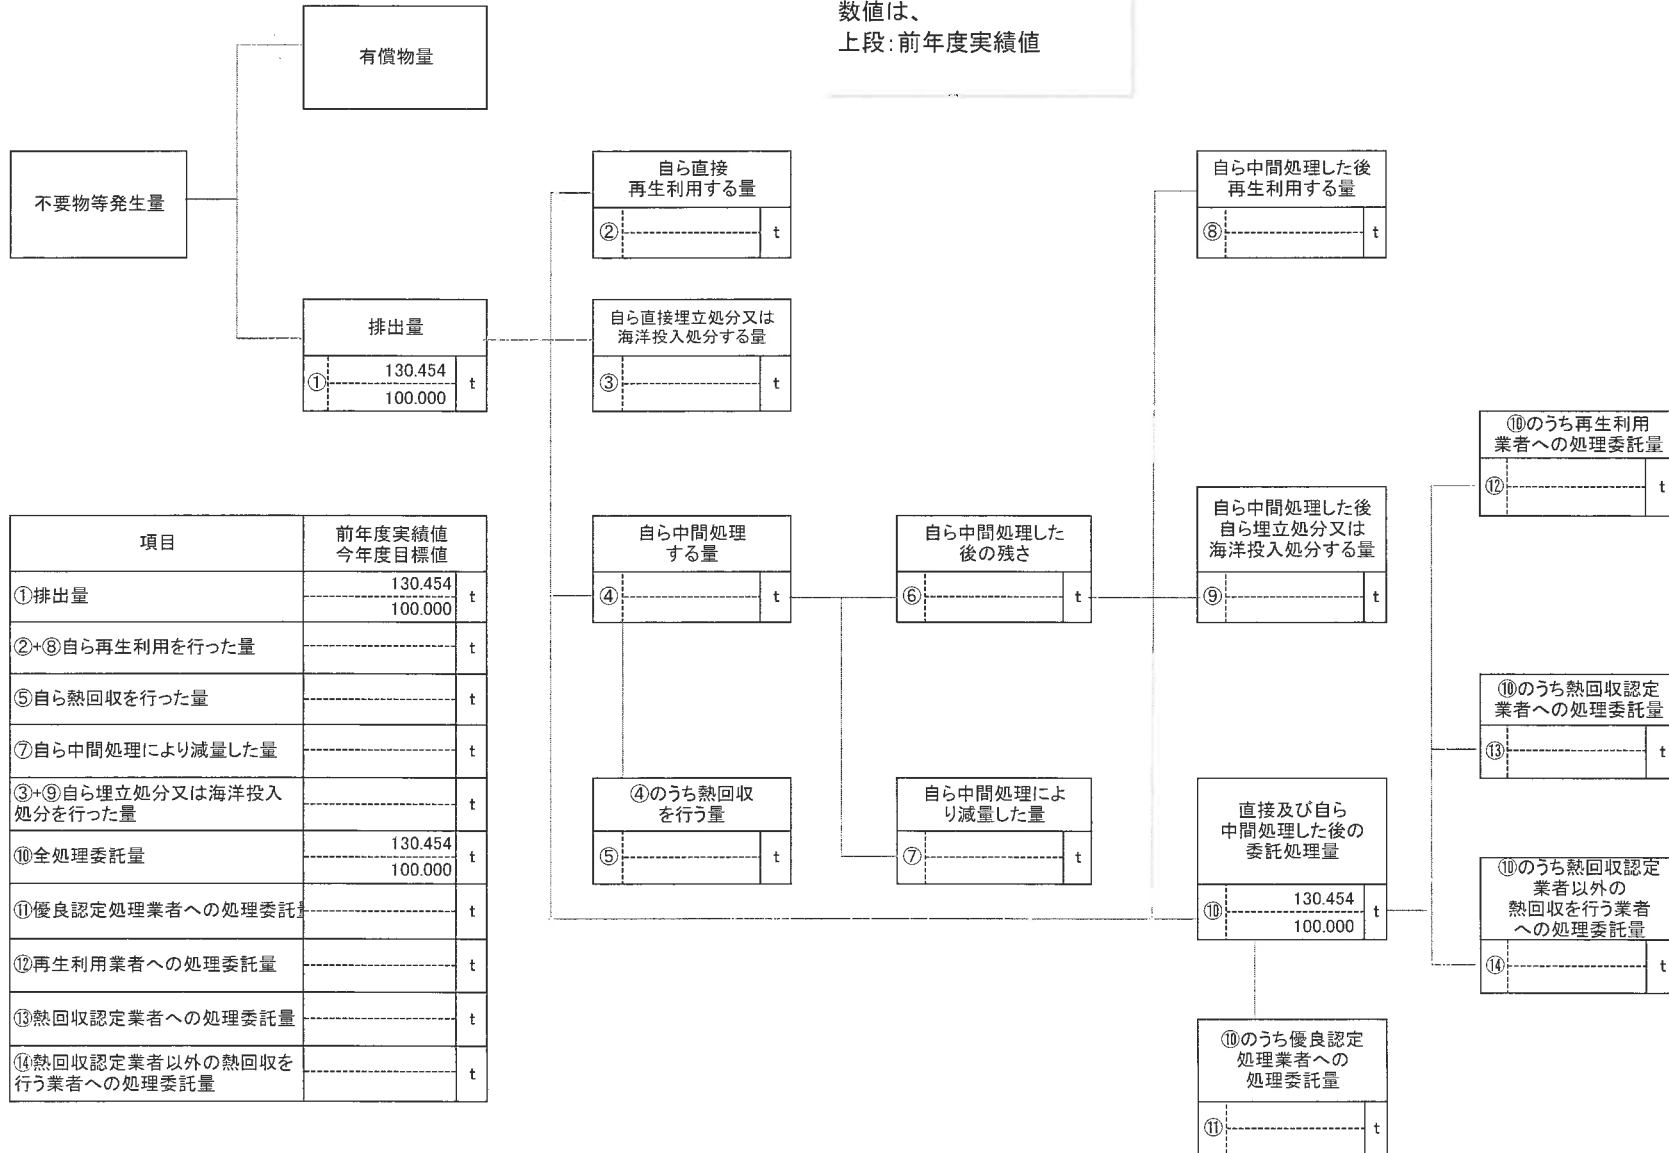 数値は、
上段:前年度実績値
有償物量
不要物等発生量
排出量
① 130.454 t
100.000
自ら直接
再生利用する量
② t
自ら直接埋立処分又は
海洋投入処分する量
③ t
自ら中間処理した後
再生利用する量
⑧ t
⑩のうち再生利用
業者への処理委託量
⑫ t
自ら中間処理
する量
④ t
自ら中間処理した
後の残さ
⑥ t
自ら中間処理した後
自ら埋立処分又は
海洋投入処分する量
⑨ t
⑩のうち熱回収認定
業者への処理委託量
⑬ t
④のうち熱回収
を行う量
⑤ t
自ら中間処理によ
り減量した量
⑦ t
直接及び自ら
中間処理した後の
委託処理量
⑩ 130.454 t
100.000
⑩のうち熱回収認定
業者以外の
熱回収を行う業者
への処理委託量
⑭ t
⑩のうち優良認定
処理業者への
処理委託量
⑪ t
項目 前年度実績値
今年度目標値
①排出量 130.454 t
100.000
②+⑧自ら再生利用を行った量 t
⑤自ら熱回収を行った量 t
⑦自ら中間処理により減量した量 t
③+⑨自ら埋立処分又は海洋投入
処分を行った量 t
⑩全処理委託量 130.454 t
100.000
⑪優良認定処理業者への処理委託 t
⑫再生利用業者への処理委託量 t
⑬熱回収認定業者への処理委託量 t
⑭熱回収認定業者以外の熱回収を
行う業者への処理委託量 t